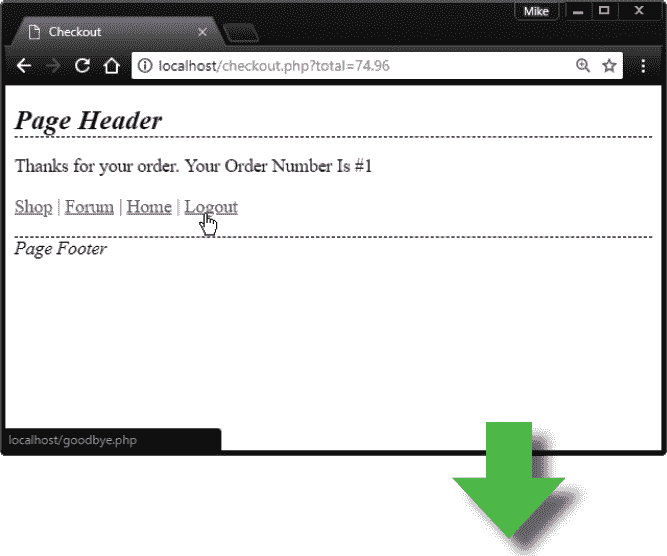 Mike
Checkout
localhost/checkout.php?total=74.96
Page Header
Thanks for your order. Your Order Number Is #1
Shop | Forum | Home | Logout
Page Footer
localhost/goodbye.php